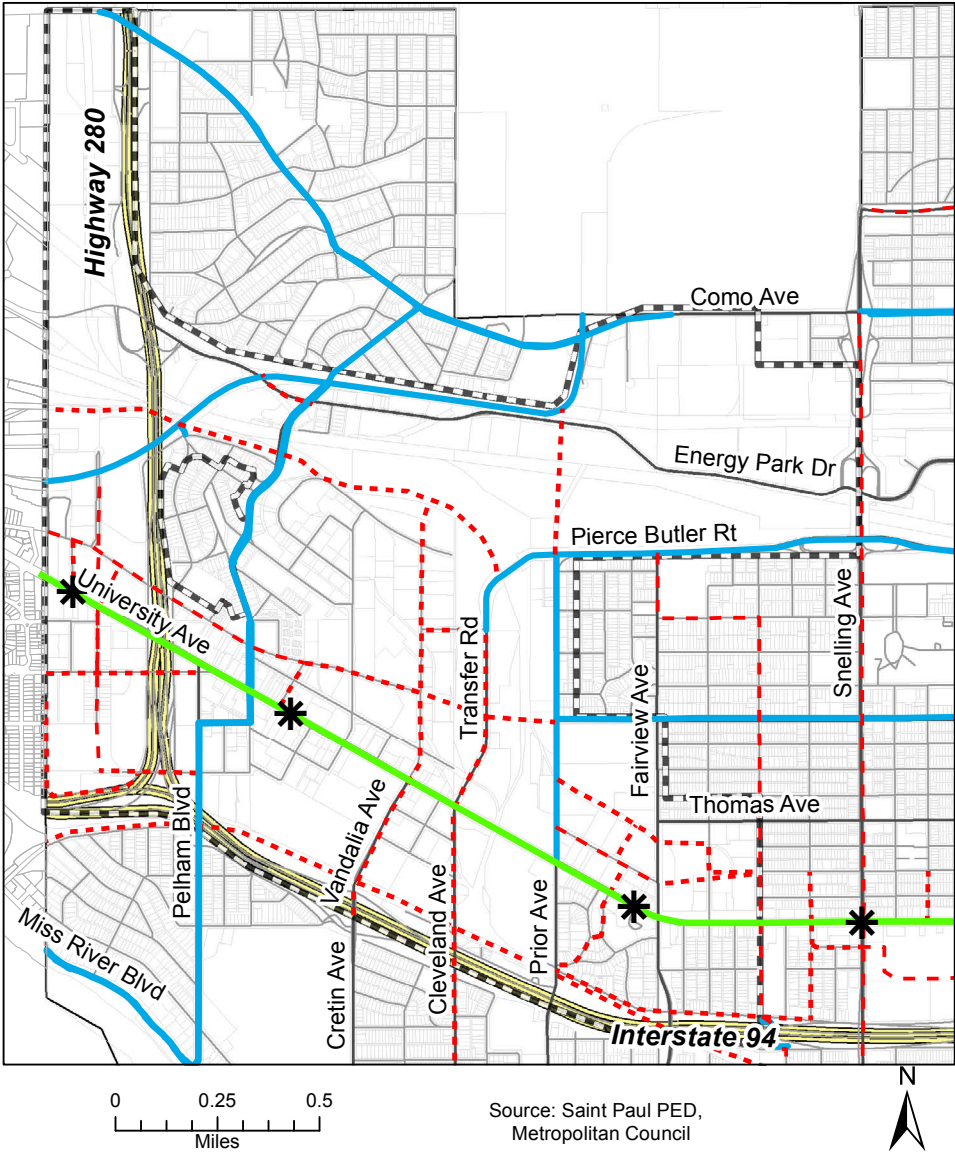 Highway 280
Como Ave
Energy Park Dr
Pierce Butler Rt
University Ave
Snelling Ave
Transfer Rd
Fairview Ave
Thomas Ave
Pelham Blvd
Vandalia Ave
Miss River Blvd
Cleveland Ave
Prior Ave
Cretin Ave
Interstate 94
N
0 0.25 0.5
Miles
Source: Saint Paul PED,
Metropolitan Council